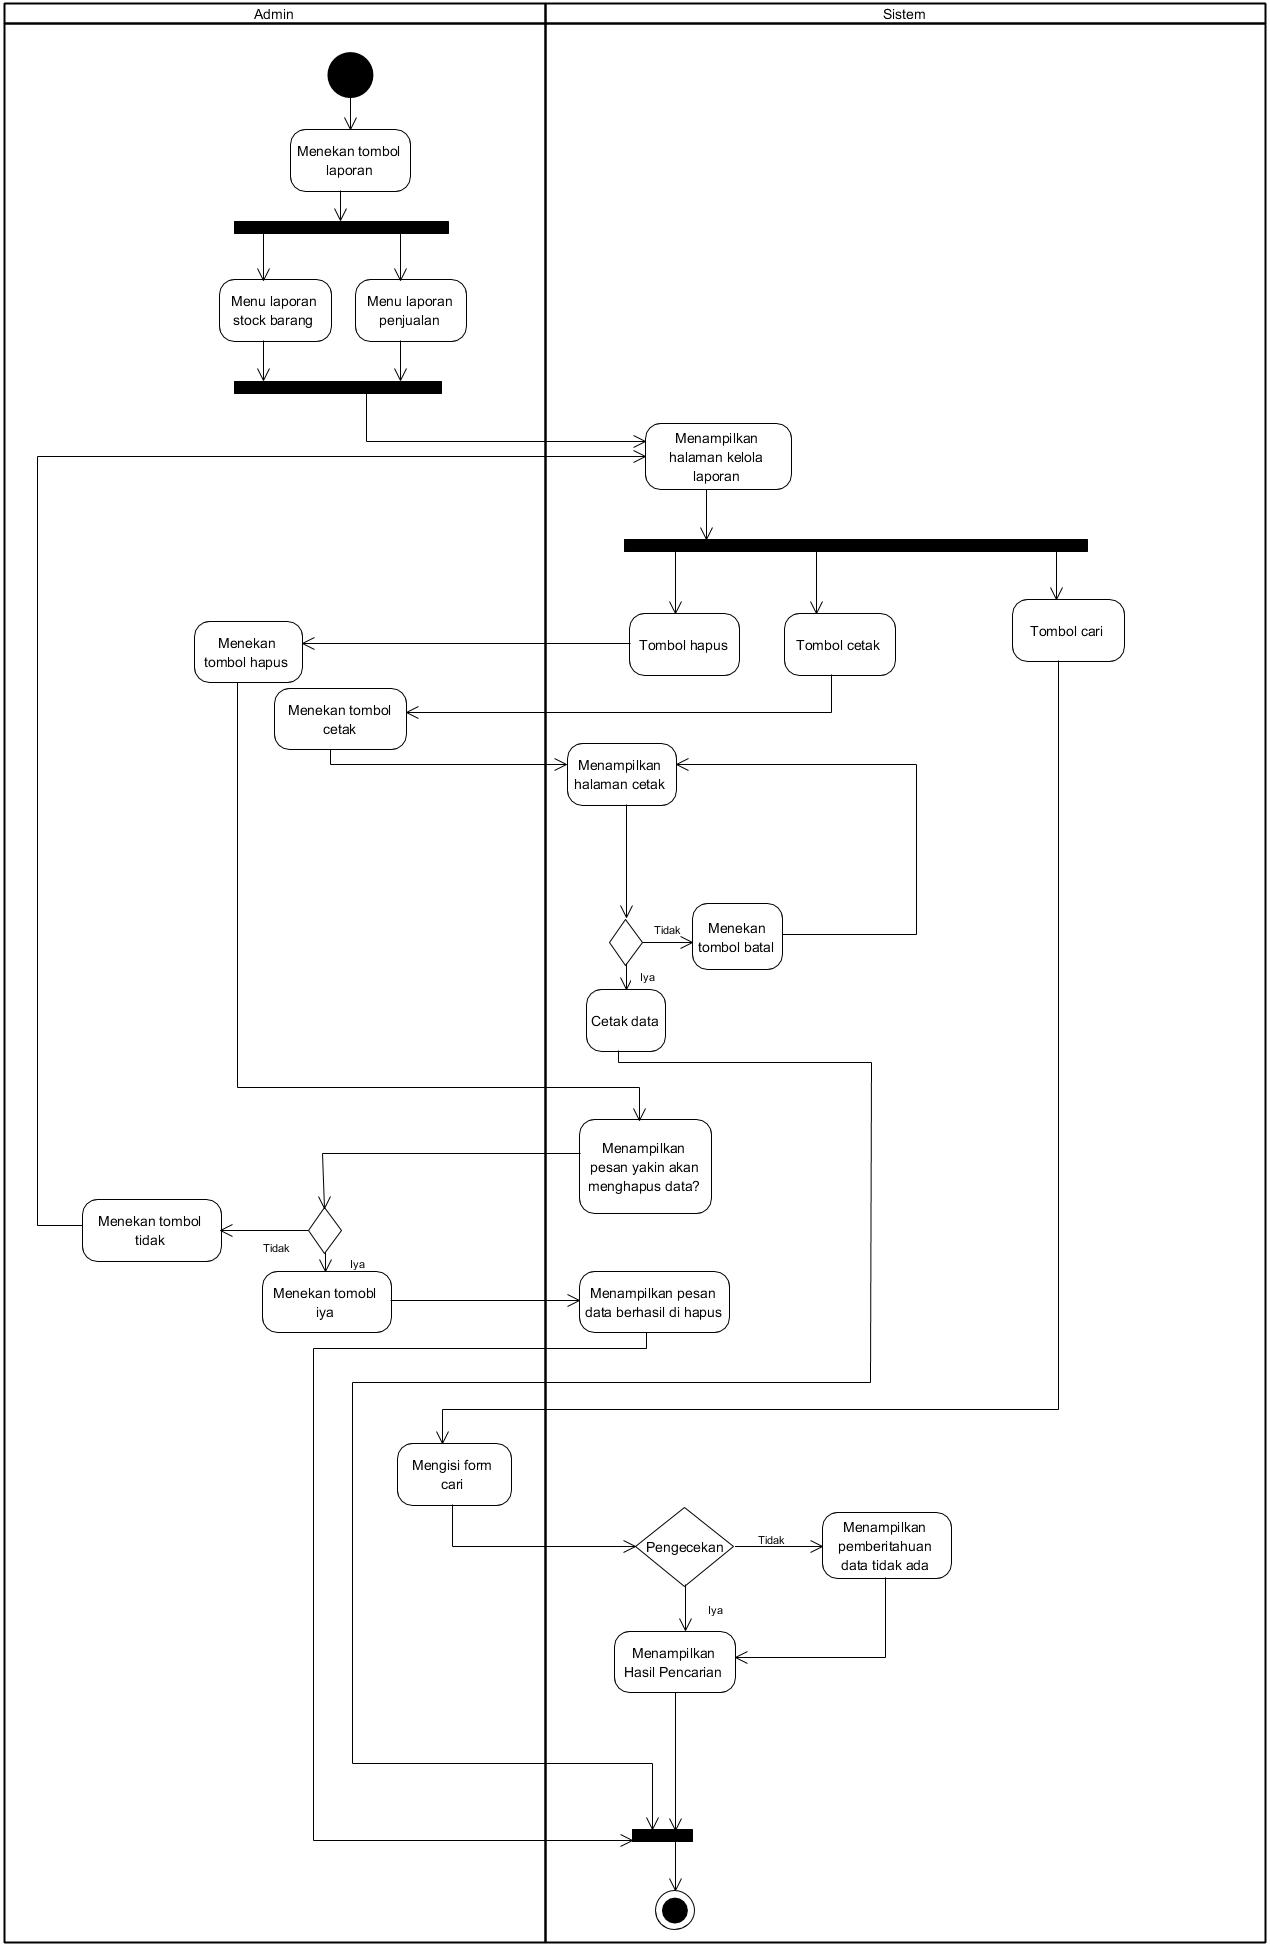 Admin
Sistem
Menekan tombol
laporan
Menu laporan
stock barang
Menu laporan
penjualan
Menampilkan
halaman kelola
laporan
Tombol hapus
Tombol cetak
Tombol cari
Menekan
tombol hapus
Menekan tombol
cetak
Menampilkan
halaman cetak
Tidak
Menekan
tombol batal
Iya
Cetak data
Menampilkan
pesan yakin akan
menghapus data?
Menekan tombol
tidak
Tidak
Iya
Menekan tomobl
iya
Menampilkan pesan
data berhasil di hapus
Mengisi form
cari
Pengecekan
Tidak
Menampilkan
pemberitahuan
data tidak ada
Iya
Menampilkan
Hasil Pencarian